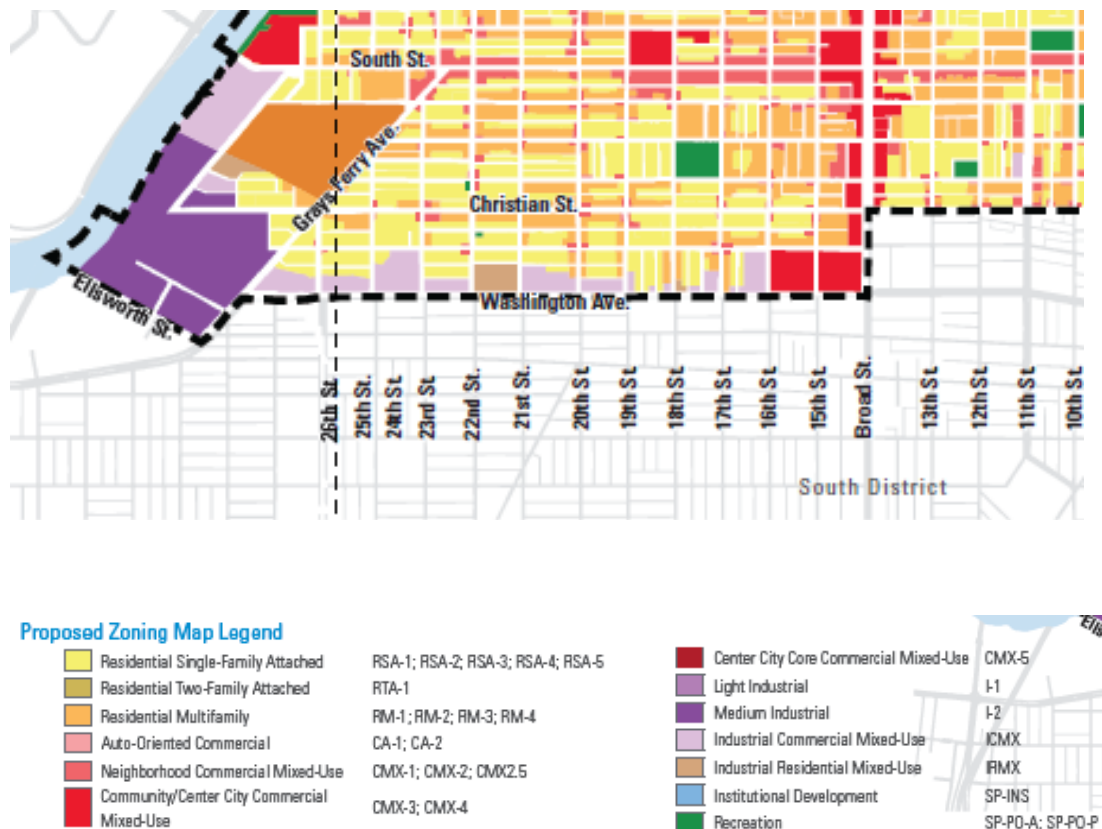 South St.
Grays Ferry Ave.
Christian St.
Ellsworth St.
Washington Ave.
26th St.
25th St.
24th St.
23rd St.
22nd St.
21st St.
20th St.
19th St.
18th St.
17th St.
16th St.
15th St.
Broad St.
13th St.
12th St.
11th St.
10th St.
South District
Proposed Zoning Map Legend
Residential Single-Family Attached RSA-1; RSA-2; RSA-3; RSA-4; RSA-5
Residential Two-Family Attached RTA-1
Residential Multifamily RM-1; RM-2; RM-3; RM-4
Auto-Oriented Commercial CA-1; CA-2
Neighborhood Commercial Mixed-Use CMX-1; CMX-2; CMX2.5
Community/Center City Commercial
Mixed-Use CMX-3; CMX-4
Center City Core Commercial Mixed-Use CMX-5
Light Industrial I-1
Medium Industrial I-2
Industrial Commercial Mixed-Use ICMX
Industrial Residential Mixed-Use IRMX
Institutional Development SP-INS
Recreation SP-PO-A; SP-PO-P